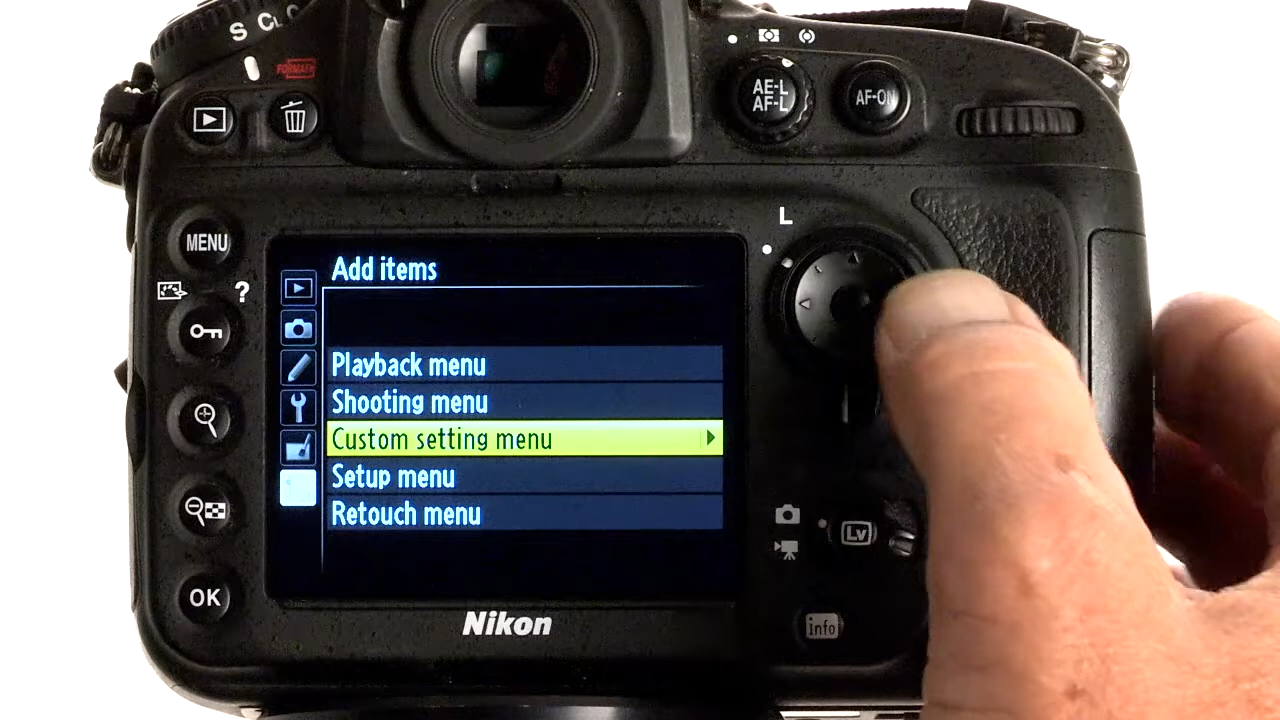 S CL C
FORMAT
AE-L
AF-L
AF-ON
L
MENU
?
Add items
Playback menu
Shooting menu
Custom setting menu
Setup menu
Retouch menu
Lv
OK
Nikon
info